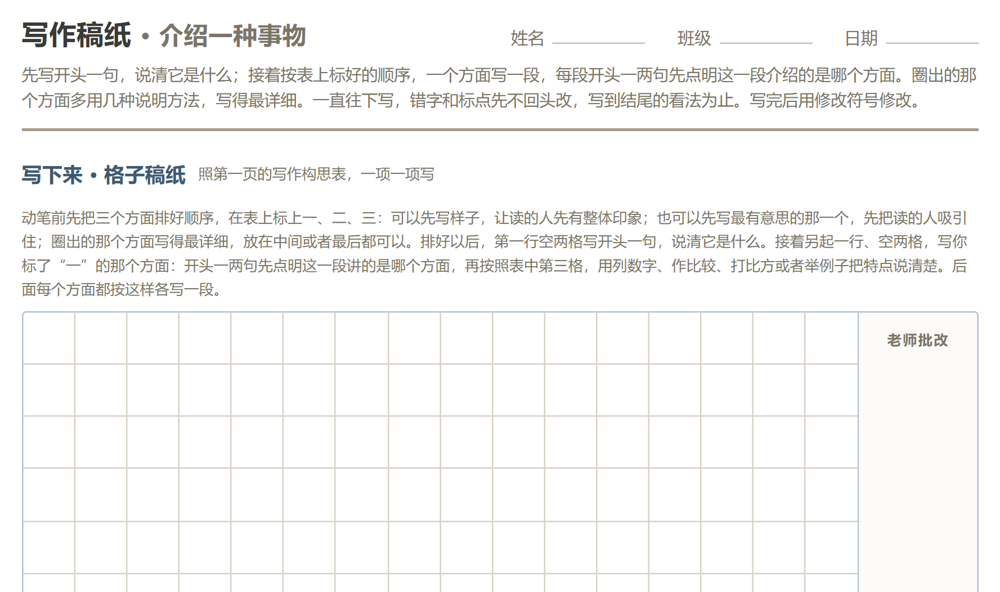 写作稿纸 · 介绍一种事物 姓名 班级 日期
先写开头一句，说清它是什么；接着按表上标好的顺序，一个方面写一段，每段开头一两句先点明这一段介绍的是哪个方面。圈出的那
个方面多用几种说明方法，写得最详细。一直往下写，错字和标点先不回头改，写到结尾的看法为止。写完后用修改符号修改。
写下来 · 格子稿纸 照第一页的写作构思表，一项一项写
动笔前先把三个方面排好顺序，在表上标上一、二、三：可以先写样子，让读的人先有整体印象；也可以先写最有意思的那一个，先把读的人吸引
住；圈出的那个方面写得最详细，放在中间或者最后都可以。排好以后，第一行空两格写开头一句，说清它是什么。接着另起一行、空两格，写你
标了“一”的那个方面：开头一两句先点明这一段讲的是哪个方面，再按照表中第三格，用列数字、作比较、打比方或者举例子把特点说清楚。后
面每个方面都按这样各写一段。
老师批改